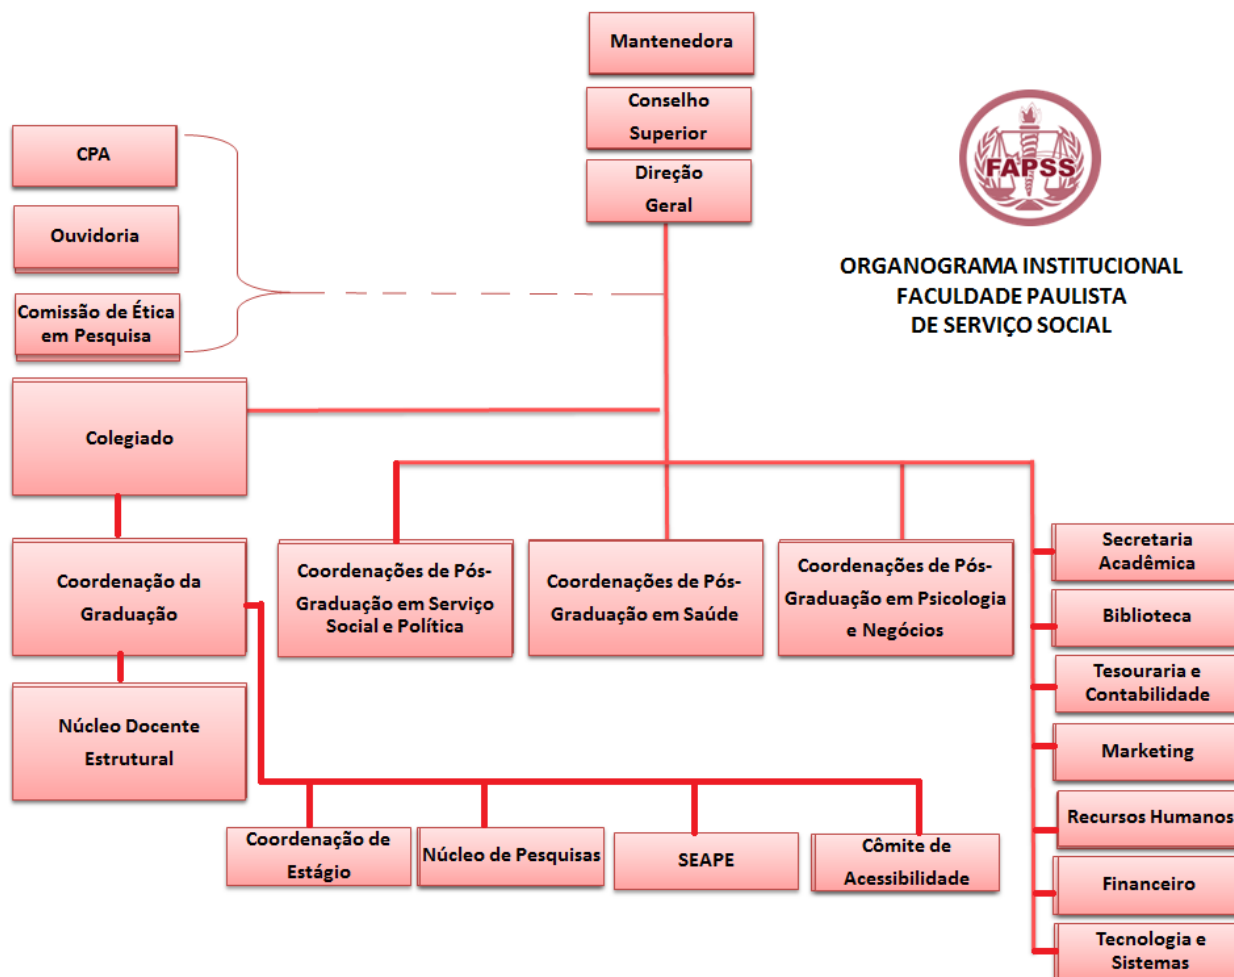 Mantenedora
Conselho
Superior
Direção
Geral
FAPSS
ORGANOGRAMA INSTITUCIONAL
FACULDADE PAULISTA
DE SERVIÇO SOCIAL
CPA
Ouvidoria
Comissão de Ética
em Pesquisa
Colegiado
Coordenação da
Graduação
Coordenações de Pós-
Graduação em Serviço
Social e Política
Coordenações de Pós-
Graduação em Saúde
Coordenações de Pós-
Graduação em Psicologia
e Negócios
Núcleo Docente
Estrutural
Coordenação de
Estágio
Núcleo de Pesquisas
SEAPE
Cômite de
Acessibilidade
Secretaria
Acadêmica
Biblioteca
Tesouraria e
Contabilidade
Marketing
Recursos Humanos
Financeiro
Tecnologia e
Sistemas